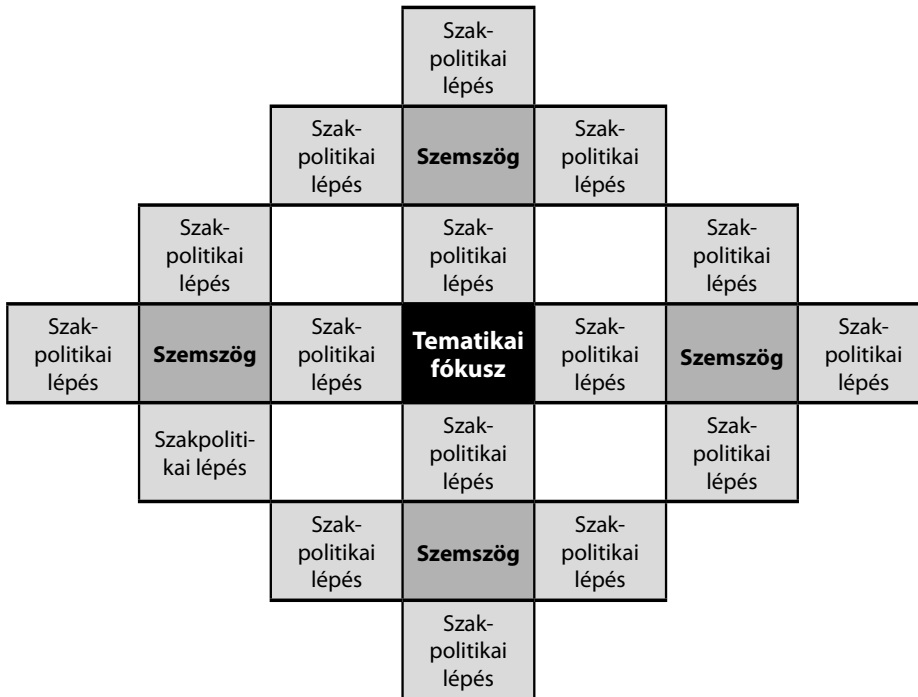 Szak-
politikai
lépés
Szak-
politikai
lépés
Szemszög
Szak-
politikai
lépés
Szak-
politikai
lépés
Szak-
politikai
lépés
Szak-
politikai
lépés
Szak-
politikai
lépés
Szemszög
Szak-
politikai
lépés
Tematikai
fókusz
Szak-
politikai
lépés
Szemszög
Szak-
politikai
lépés
Szakpoliti-
kai lépés
Szak-
politikai
lépés
Szak-
politikai
lépés
Szak-
politikai
lépés
Szemszög
Szak-
politikai
lépés
Szak-
politikai
lépés